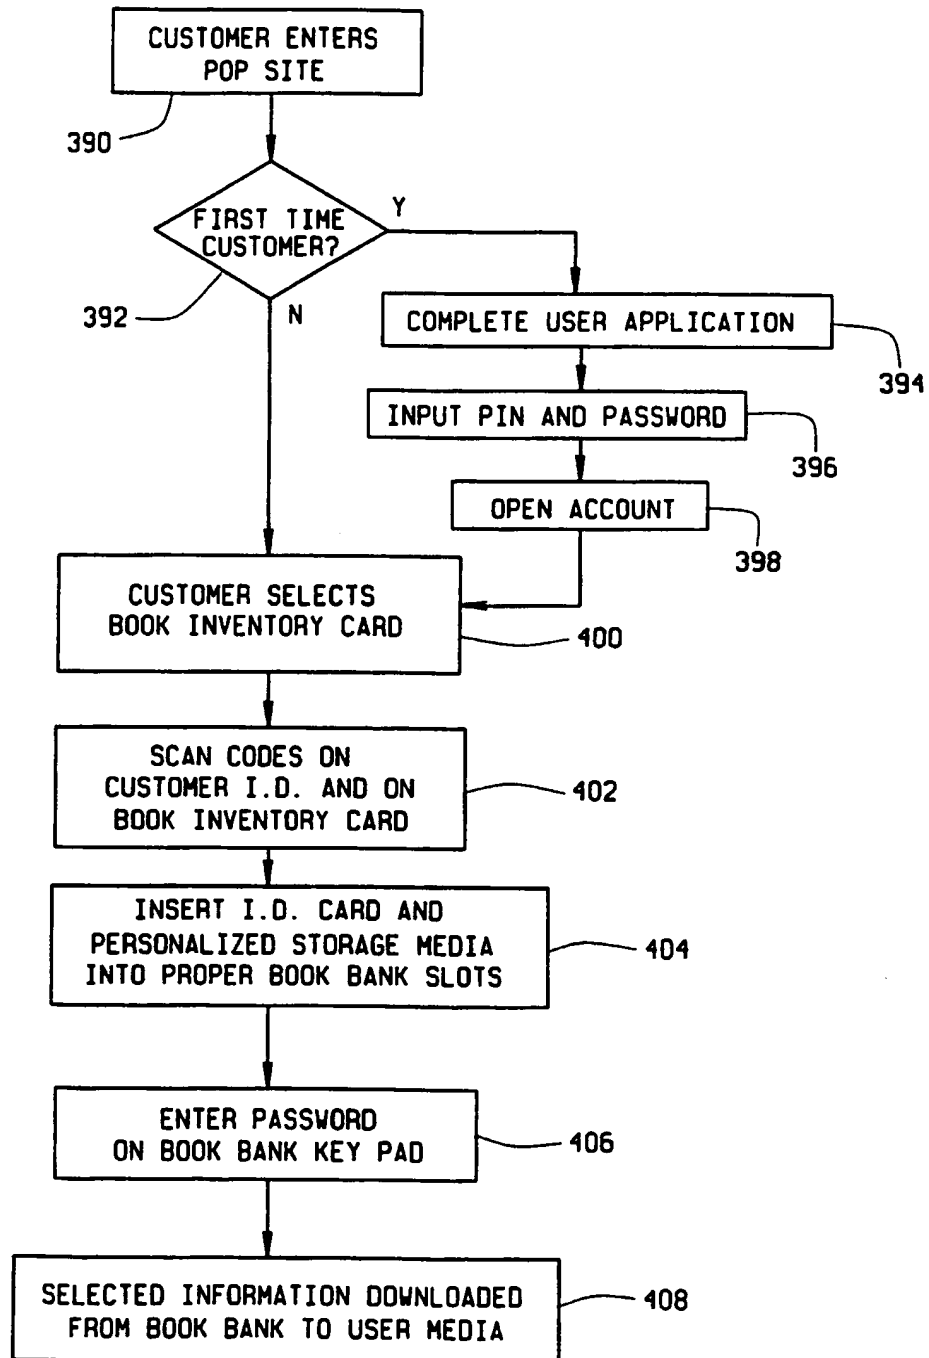 CUSTOMER ENTERS
POP SITE
390
FIRST TIME
CUSTOMER?
Y
392
N
COMPLETE USER APPLICATION
394
INPUT PIN AND PASSWORD
396
OPEN ACCOUNT
398
CUSTOMER SELECTS
BOOK INVENTORY CARD
400
SCAN CODES ON
CUSTOMER I.D. AND ON
BOOK INVENTORY CARD
402
INSERT I.D. CARD AND
PERSONALIZED STORAGE MEDIA
INTO PROPER BOOK BANK SLOTS
404
ENTER PASSWORD
ON BOOK BANK KEY PAD
406
SELECTED INFORMATION DOWNLOADED
FROM BOOK BANK TO USER MEDIA
408